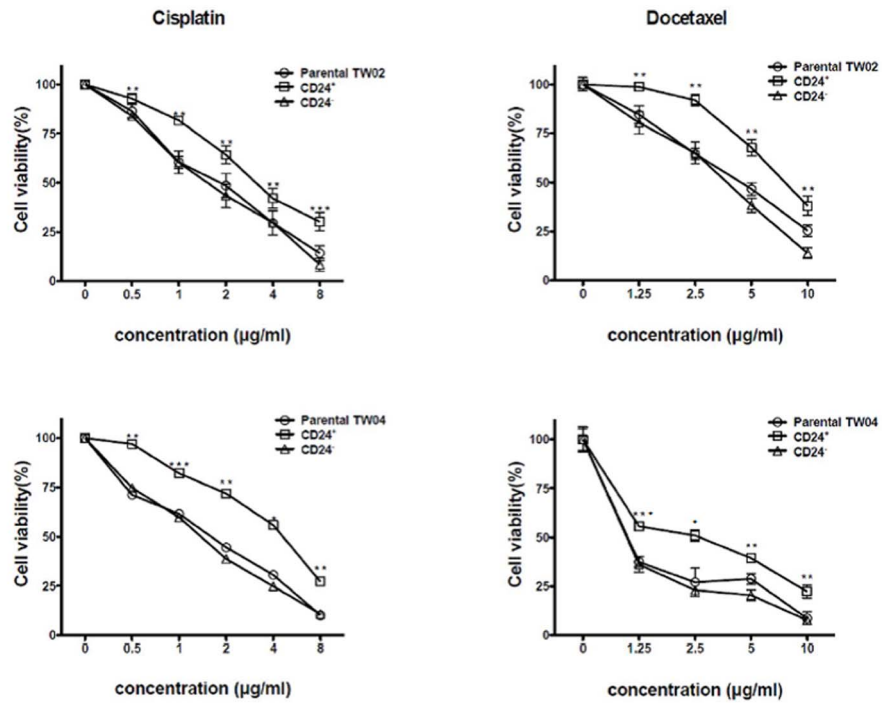 Cisplatin
Cell viability(%)
100
75
50
25
0
0 0.5 1 2 4 8
concentration (µg/ml)
Parental TW02
CD24⁺
CD24⁻
** ** ** ** ***
Docetaxel
Cell viability(%)
100
75
50
25
0
0 1.25 2.5 5 10
concentration (µg/ml)
Parental TW02
CD24⁺
CD24⁻
** ** ** **
Cell viability(%)
100
75
50
25
0
0 0.5 1 2 4 8
concentration (µg/ml)
Parental TW04
CD24⁺
CD24⁻
** *** ** * **
Cell viability(%)
100
75
50
25
0
0 1.25 2.5 5 10
concentration (µg/ml)
Parental TW04
CD24⁺
CD24⁻
*** * ** **